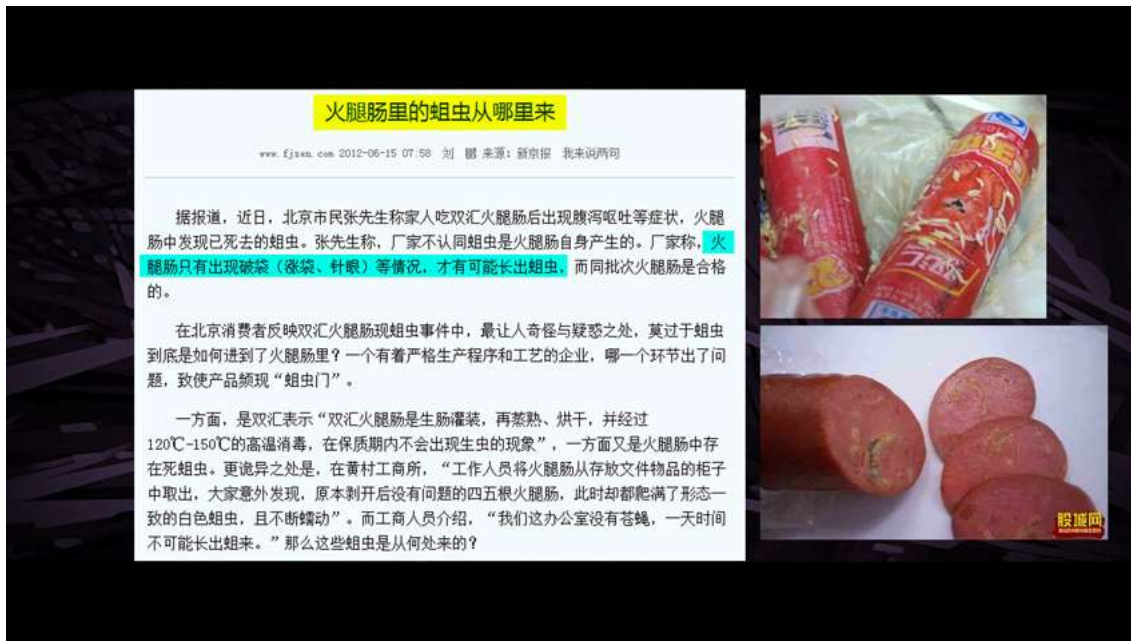 火腿肠里的蛆虫从哪里来
www.fjsen.com 2012-06-15 07:58 刘 鹏 来源：新京报 我来说两句
据报道，近日，北京市民张先生称家人吃双汇火腿肠后出现腹泻呕吐等症状，火腿
肠中发现已死去的蛆虫。张先生称，厂家不认同蛆虫是火腿肠自身产生的。厂家称，火
腿肠只有出现破袋（涨袋、针眼）等情况，才有可能长出蛆虫，而同批次火腿肠是合格
的。
在北京消费者反映双汇火腿肠现蛆虫事件中，最让人奇怪与疑惑之处，莫过于蛆虫
到底是如何进到了火腿肠里？一个有着严格生产程序和工艺的企业，哪一个环节出了问
题，致使产品频现“蛆虫门”。
一方面，是双汇表示“双汇火腿肠是生肠灌装，再蒸熟、烘干，并经过
120℃-150℃的高温消毒，在保质期内不会出现生虫的现象”，一方面又是火腿肠中存
在死蛆虫。更诡异之处是，在黄村工商所，“工作人员将火腿肠从存放文件物品的柜子
中取出，大家意外发现，原本剥开后没有问题的四五根火腿肠，此时却都爬满了形态一
致的白色蛆虫，且不断蠕动”。而工商人员介绍，“我们这办公室没有苍蝇，一天时间
不可能长出蛆来。”那么这些蛆虫是从何处来的？
双汇
股城网